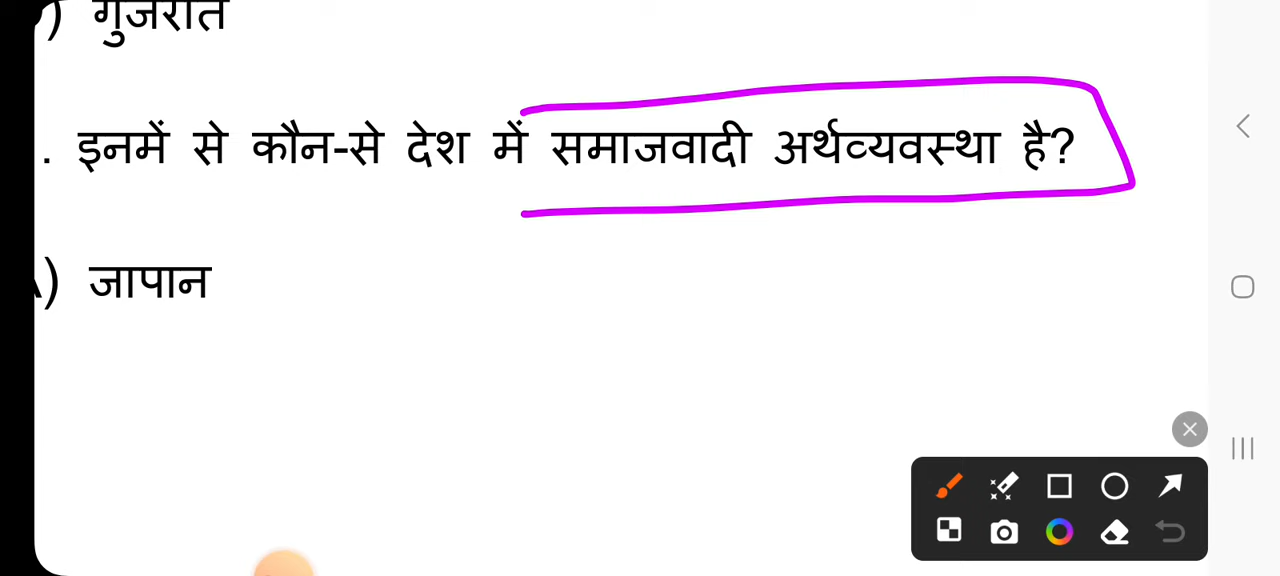 ) गुजरात
. इनमें से कौन-से देश में समाजवादी अर्थव्यवस्था है?
) जापान